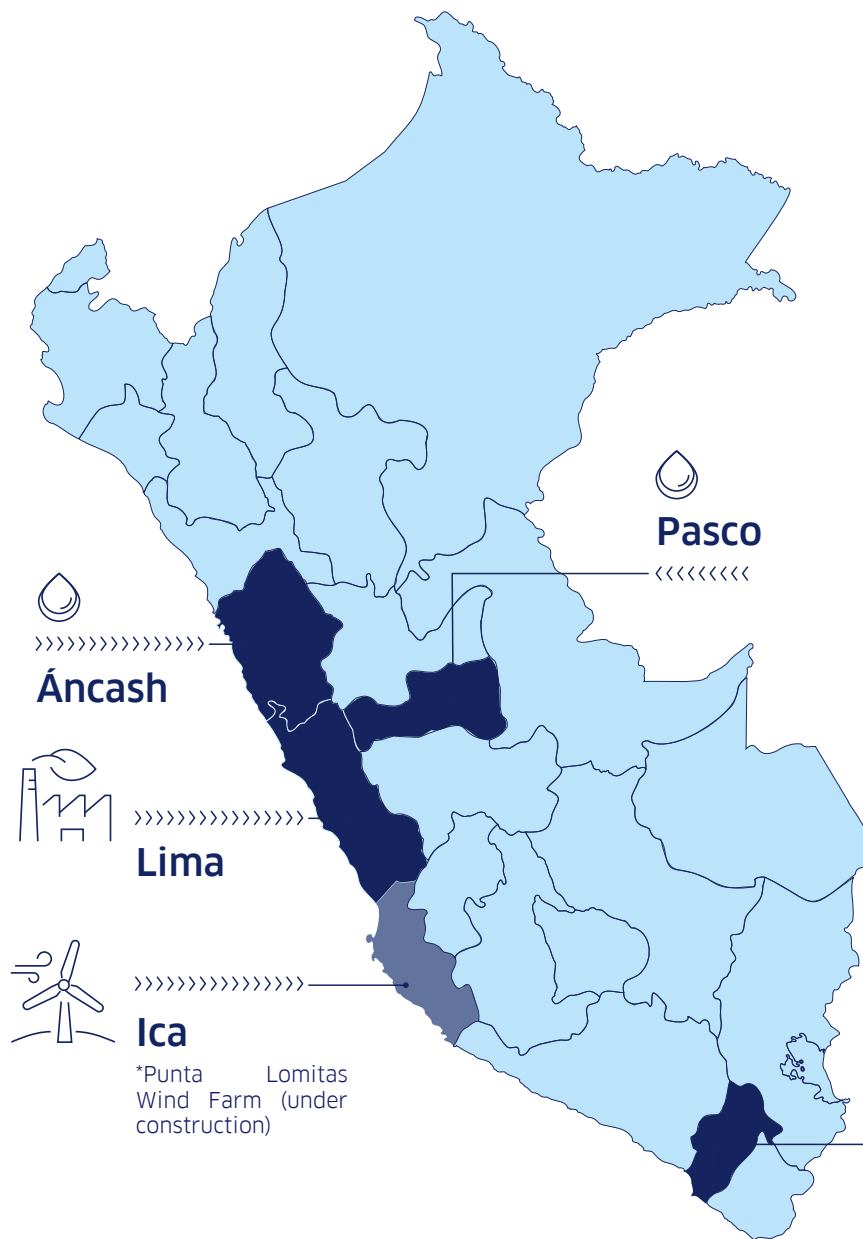 Pasco
Áncash
Lima
Ica
*Punta Lomitas
Wind Farm (under
construction)